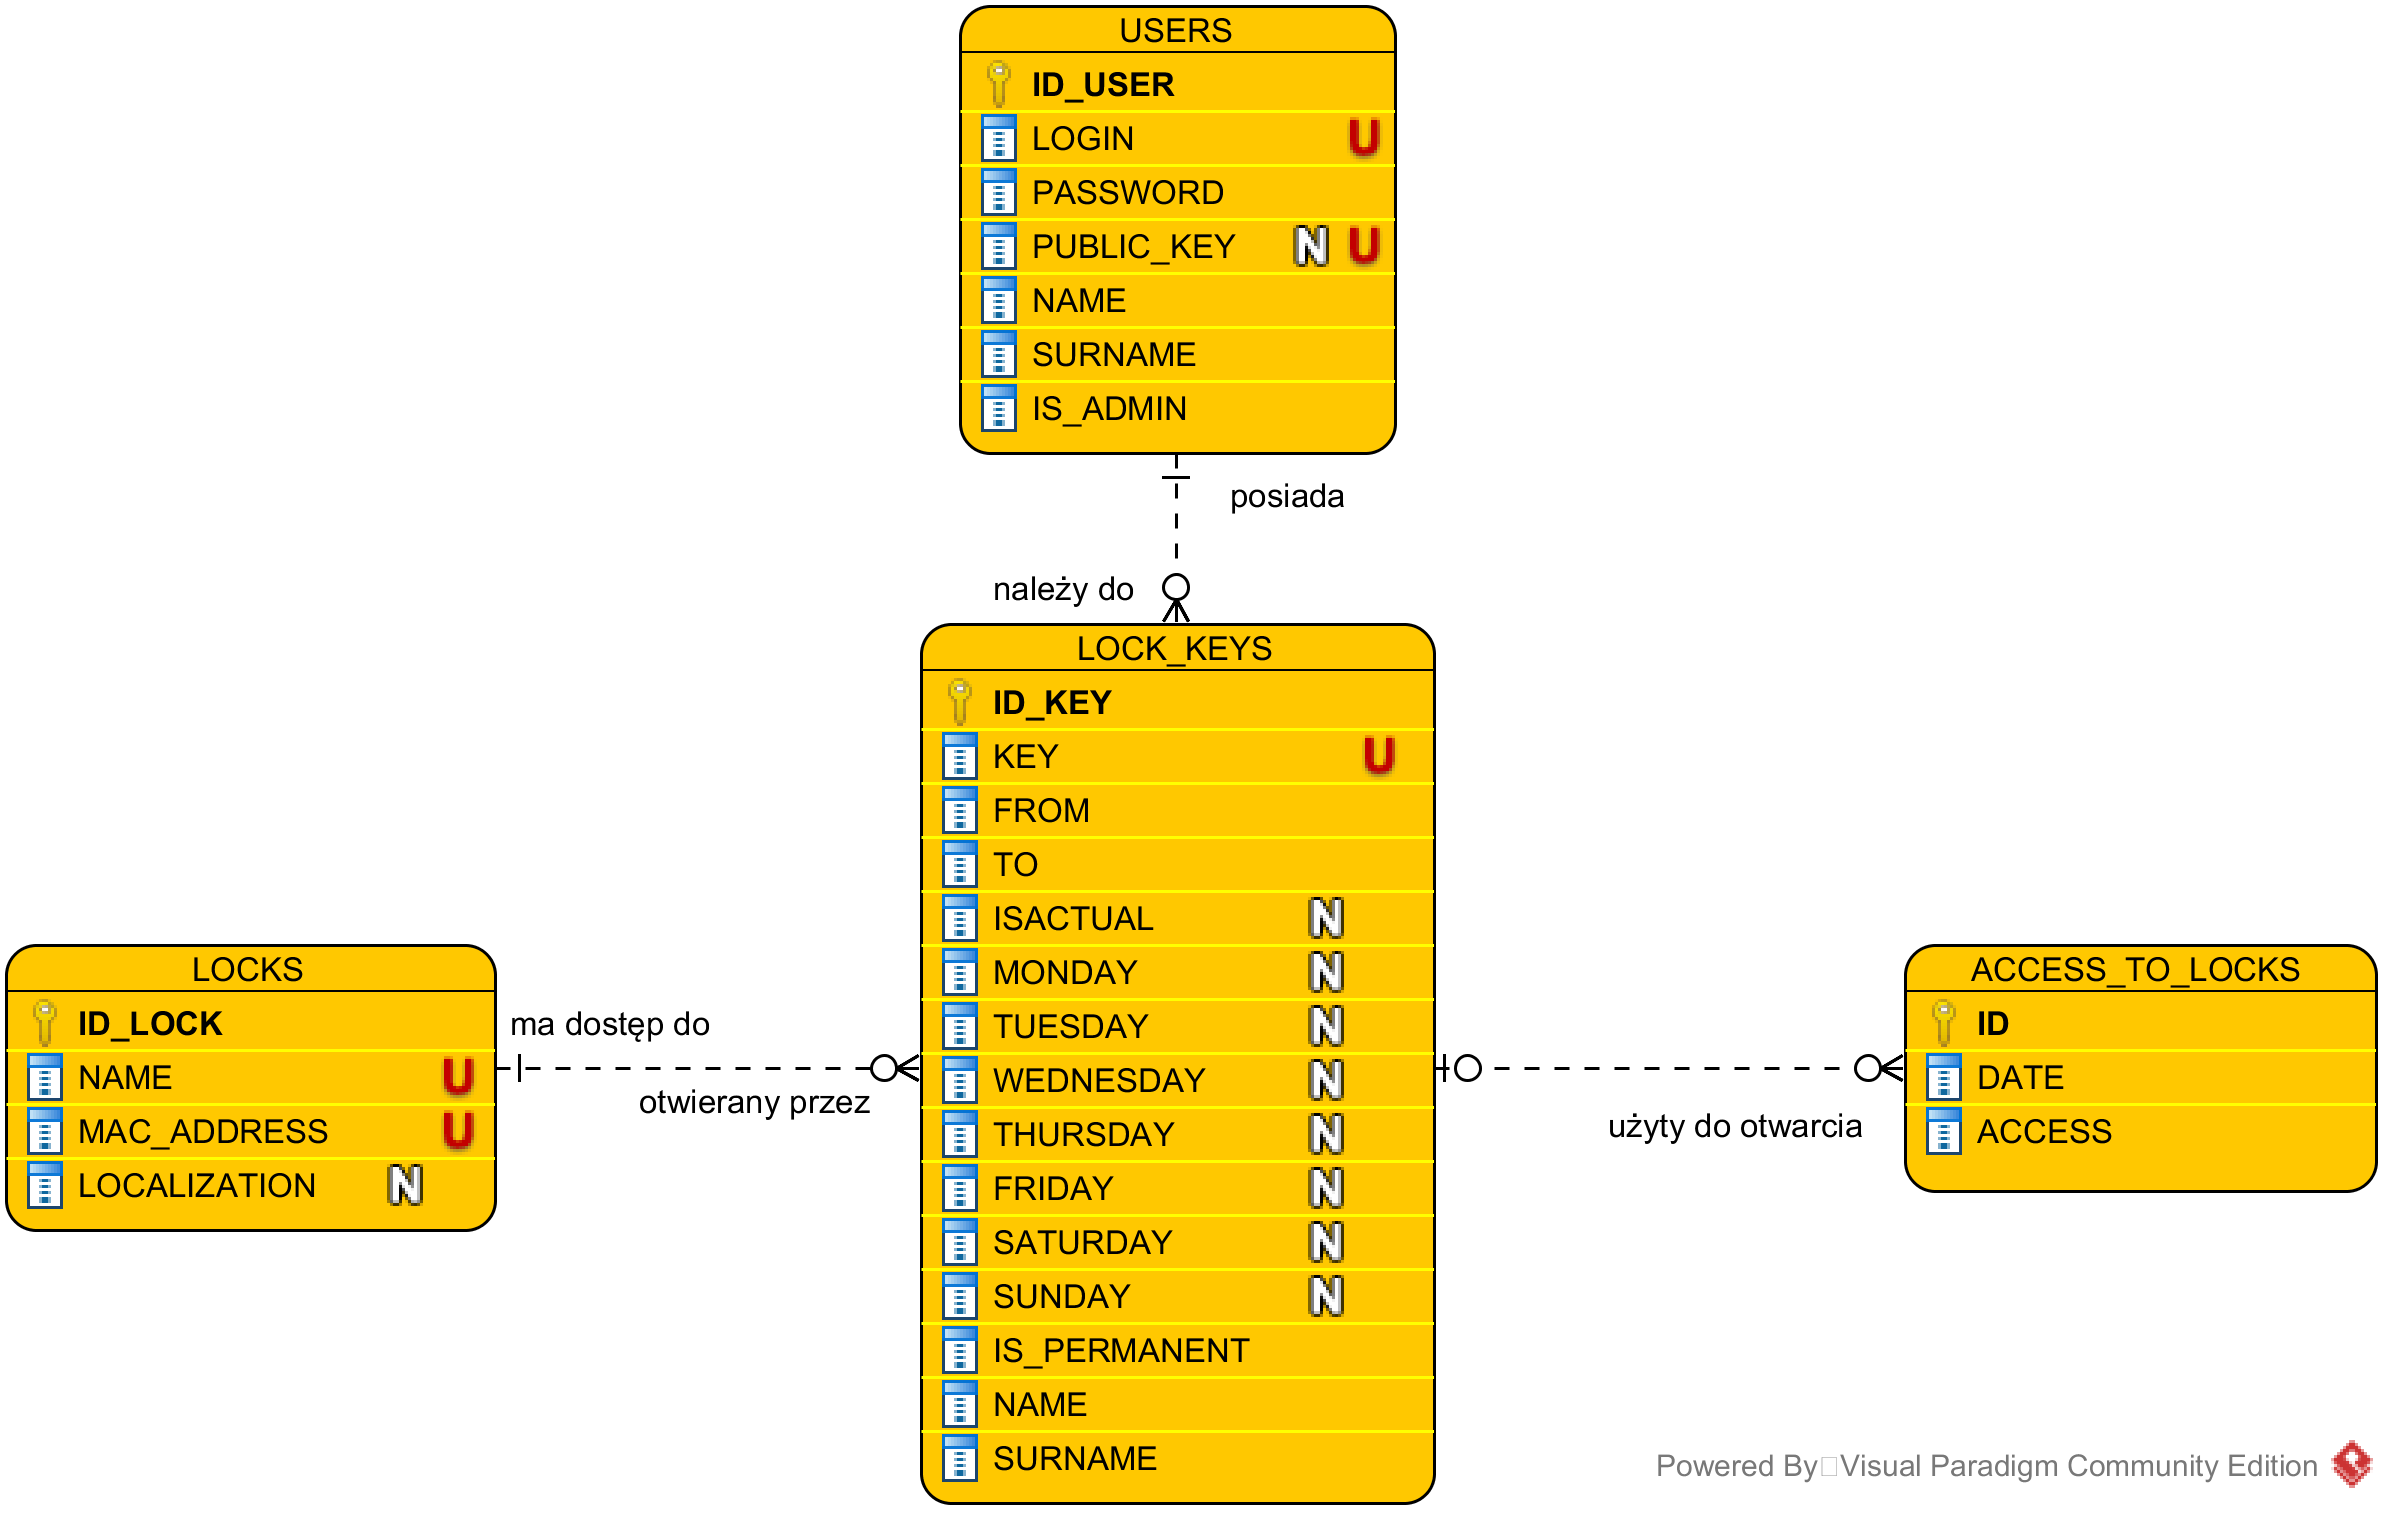 USERS
ID_USER
LOGIN U
PASSWORD
PUBLIC_KEY N U
NAME
SURNAME
IS_ADMIN
posiada
należy do
LOCK_KEYS
ID_KEY
KEY U
FROM
TO
ISACTUAL N
MONDAY N
TUESDAY N
WEDNESDAY N
THURSDAY N
FRIDAY N
SATURDAY N
SUNDAY N
IS_PERMANENT
NAME
SURNAME
LOCKS
ID_LOCK
NAME U
MAC_ADDRESS U
LOCALIZATION N
ma dostęp do
otwierany przez
użyty do otwarcia
ACCESS_TO_LOCKS
ID
DATE
ACCESS
Powered By Visual Paradigm Community Edition